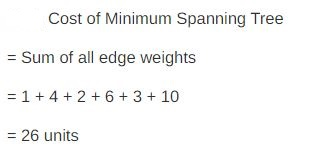 Cost of Minimum Spanning Tree
= Sum of all edge weights
= 1 + 4 + 2 + 6 + 3 + 10
= 26 units